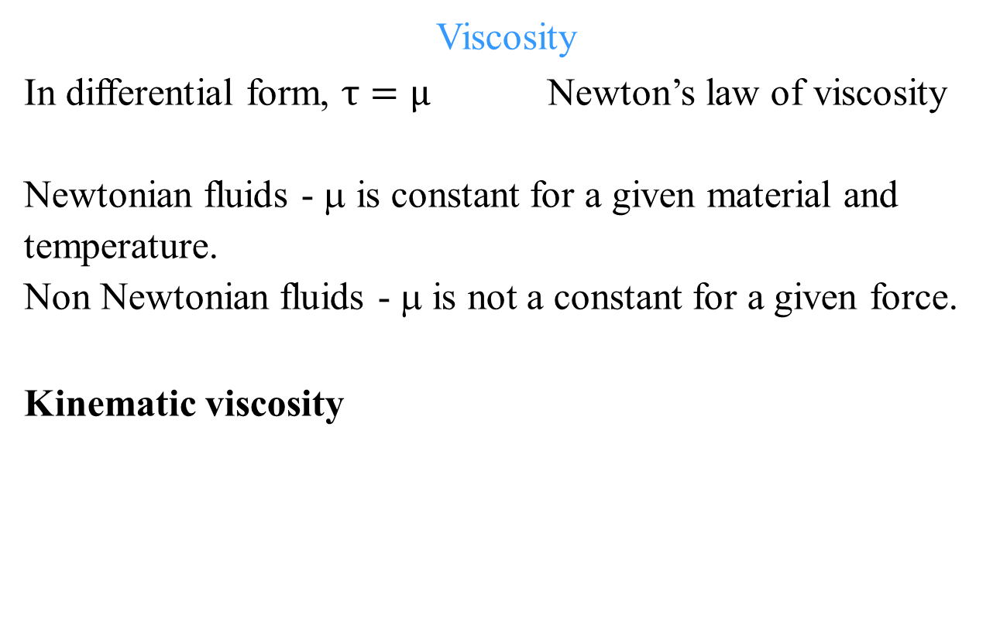 Viscosity
In differential form, τ = μ Newton’s law of viscosity
Newtonian fluids - μ is constant for a given material and
temperature.
Non Newtonian fluids - μ is not a constant for a given force.
Kinematic viscosity